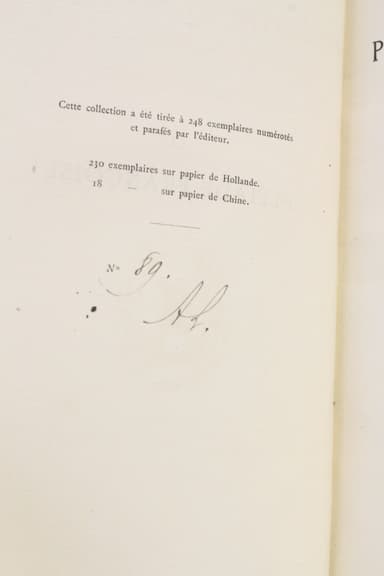 Cette collection a été tirée à 248 exemplaires numérotés
et parafés par l'éditeur.
230 exemplaires sur papier de Hollande.
18 — sur papier de Chine.
N° 89.
P